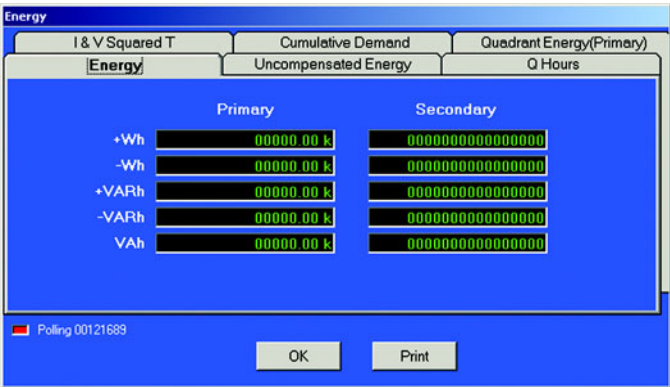 Energy
I & V Squared T Cumulative Demand Quadrant Energy(Primary)
Energy Uncompensated Energy Q Hours
Primary Secondary
+Wh 00000.00 k 0000000000000000
-Wh 00000.00 k 0000000000000000
+VARh 00000.00 k 0000000000000000
-VARh 00000.00 k 0000000000000000
VAh 00000.00 k 0000000000000000
Polling 00121689
OK Print